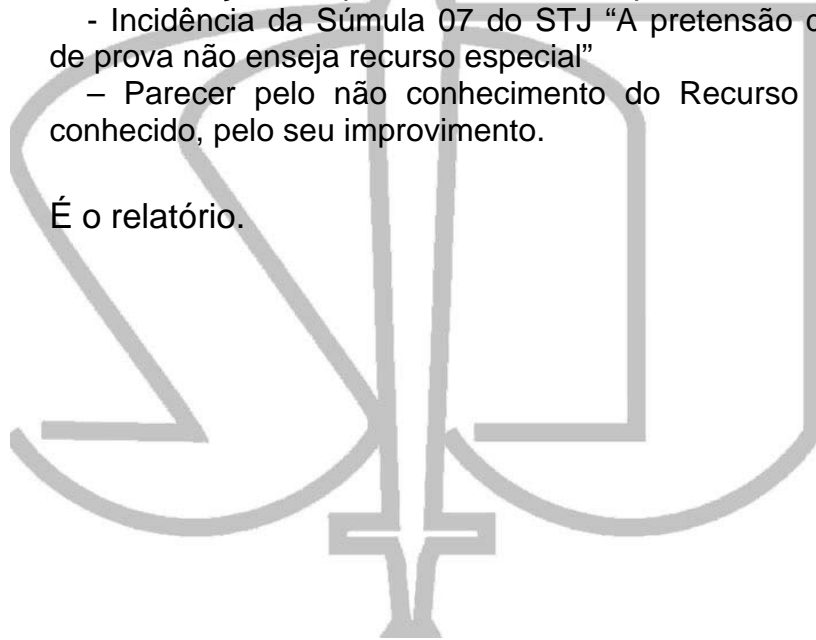 - Incidência da Súmula 07 do STJ “A pretensão
de prova não enseja recurso especial”
– Parecer pelo não conhecimento do Recurso
conhecido, pelo seu improvimento.
É o relatório.